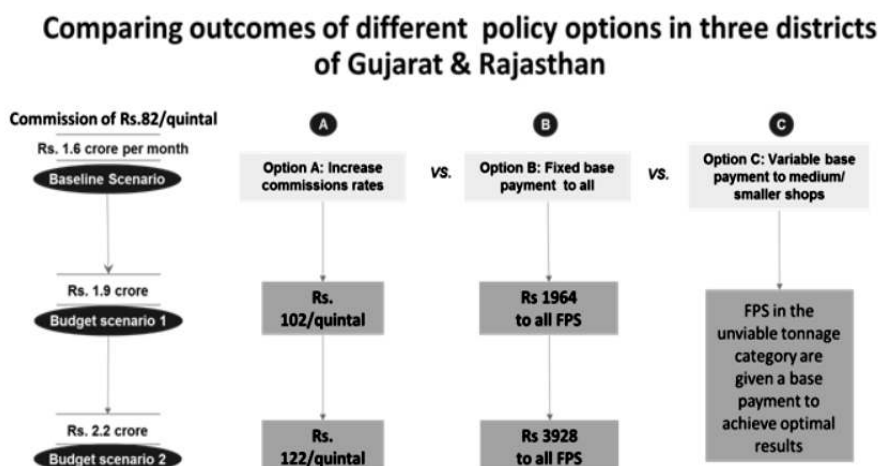 Comparing outcomes of different policy options in three districts
of Gujarat & Rajasthan
Commission of Rs.82/quintal
Rs. 1.6 crore per month
Baseline Scenario
A
Option A: Increase
commissions rates
vs.
B
Option B: Fixed base
payment to all
vs.
C
Option C: Variable base
payment to medium/
smaller shops
Rs. 1.9 crore
Budget scenario 1
Rs.
102/quintal
Rs 1964
to all FPS
FPS in the
unviable tonnage
category are
given a base
payment to
achieve optimal
results
Rs. 2.2 crore
Budget scenario 2
Rs.
122/quintal
Rs 3928
to all FPS